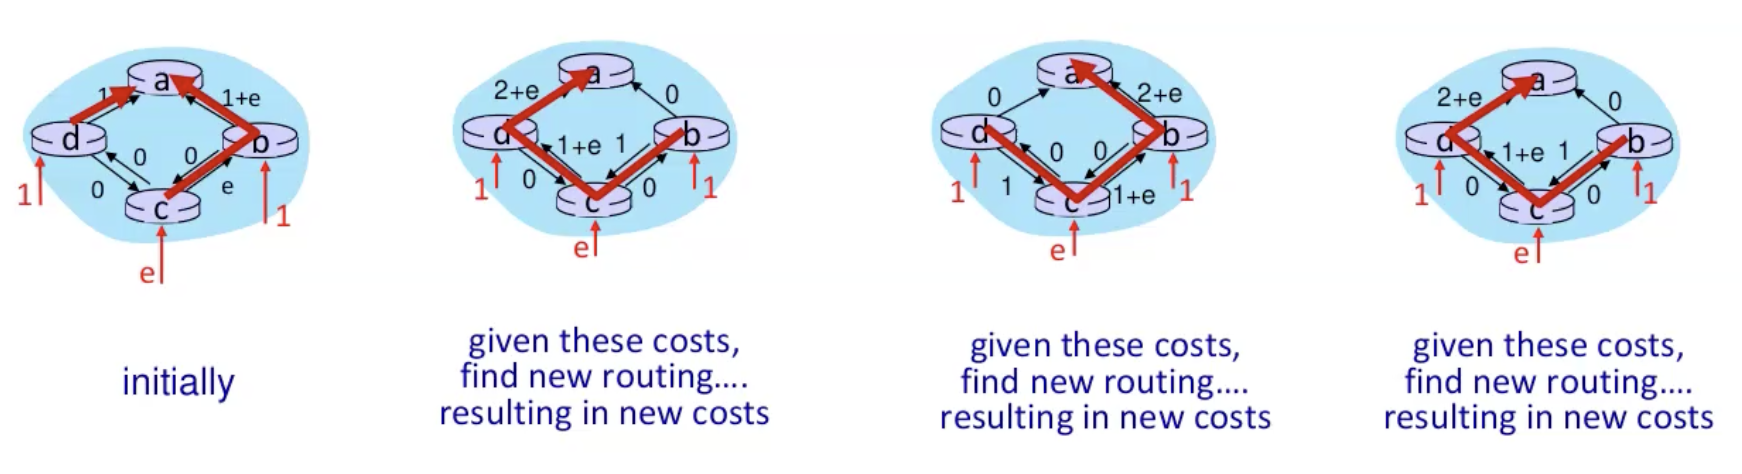 a
1
1+e
d
b
0
0
0
e
c
1
1
e
initially
a
2+e
0
d
b
1+e
1
0
0
c
1
1
e
given these costs,
find new routing....
resulting in new costs
a
0
2+e
d
b
0
0
1
1+e
c
1
1
e
given these costs,
find new routing....
resulting in new costs
a
2+e
0
d
b
1+e
1
0
0
c
1
1
e
given these costs,
find new routing....
resulting in new costs